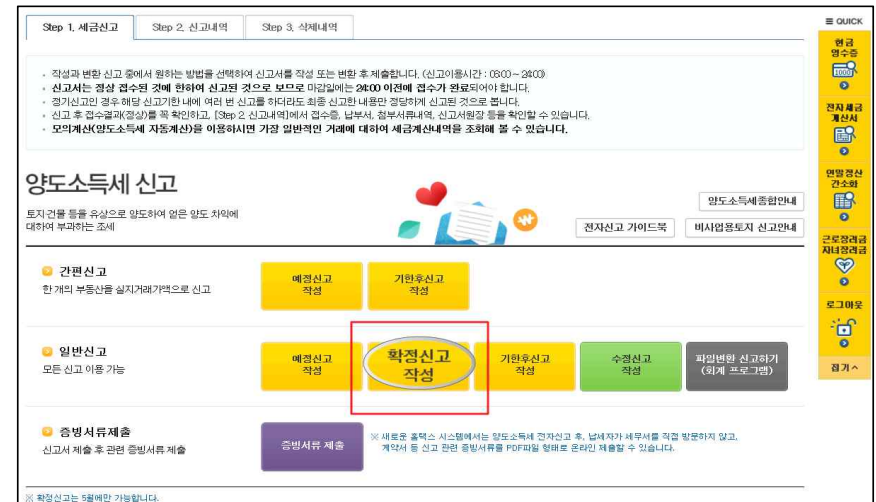 Step 1. 세금신고
Step 2. 신고내역
Step 3. 삭제내역
· 작성과 변환 신고 중에서 원하는 방법을 선택하여 신고서를 작성 또는 변환 후 제출합니다. (신고이용시간 : 06:00 ~ 24:00)
· 신고서는 정상 접수된 것에 한하여 신고된 것으로 보므로 마감일에는 24:00 이전에 접수가 완료되어야 합니다.
· 정기신고인 경우 해당 신고기한 내에 여러 번 신고를 하더라도 최종 신고한 내용만 정당하게 신고된 것으로 봅니다.
· 신고 후 접수결과(정상)를 꼭 확인하고, [Step 2. 신고내역]에서 접수증, 납부서, 첨부서류내역, 신고서원장 등을 확인할 수 있습니다.
· 모의계산(양도소득세 자동계산)을 이용하시면 가장 일반적인 거래에 대하여 세금계산내역을 조회해 볼 수 있습니다.
양도소득세 신고
토지·건물 등을 유상으로 양도하여 얻은 양도 차익에
대하여 부과하는 조세
양도소득세종합안내
전자신고 가이드북
비사업용토지 신고안내
간편신고
한 개의 부동산을 실지거래가액으로 신고
예정신고
작성
기한후신고
작성
일반신고
모든 신고 이용 가능
예정신고
작성
확정신고
작성
기한후신고
작성
수정신고
작성
파일변환 신고하기
(회계 프로그램)
증빙서류제출
신고서 제출 후 관련 증빙서류 제출
증빙서류 제출
※ 새로운 홈택스 시스템에서는 양도소득세 전자신고 후, 납세자가 세무서를 직접 방문하지 않고,
계약서 등 신고 관련 증빙서류를 PDF파일 형태로 온라인 제출할 수 있습니다.
※ 확정신고는 5월에만 가능합니다.
QUICK
현금
영수증
전자세금
계산서
연말정산
간소화
근로장려금
자녀장려금
로그아웃
접기